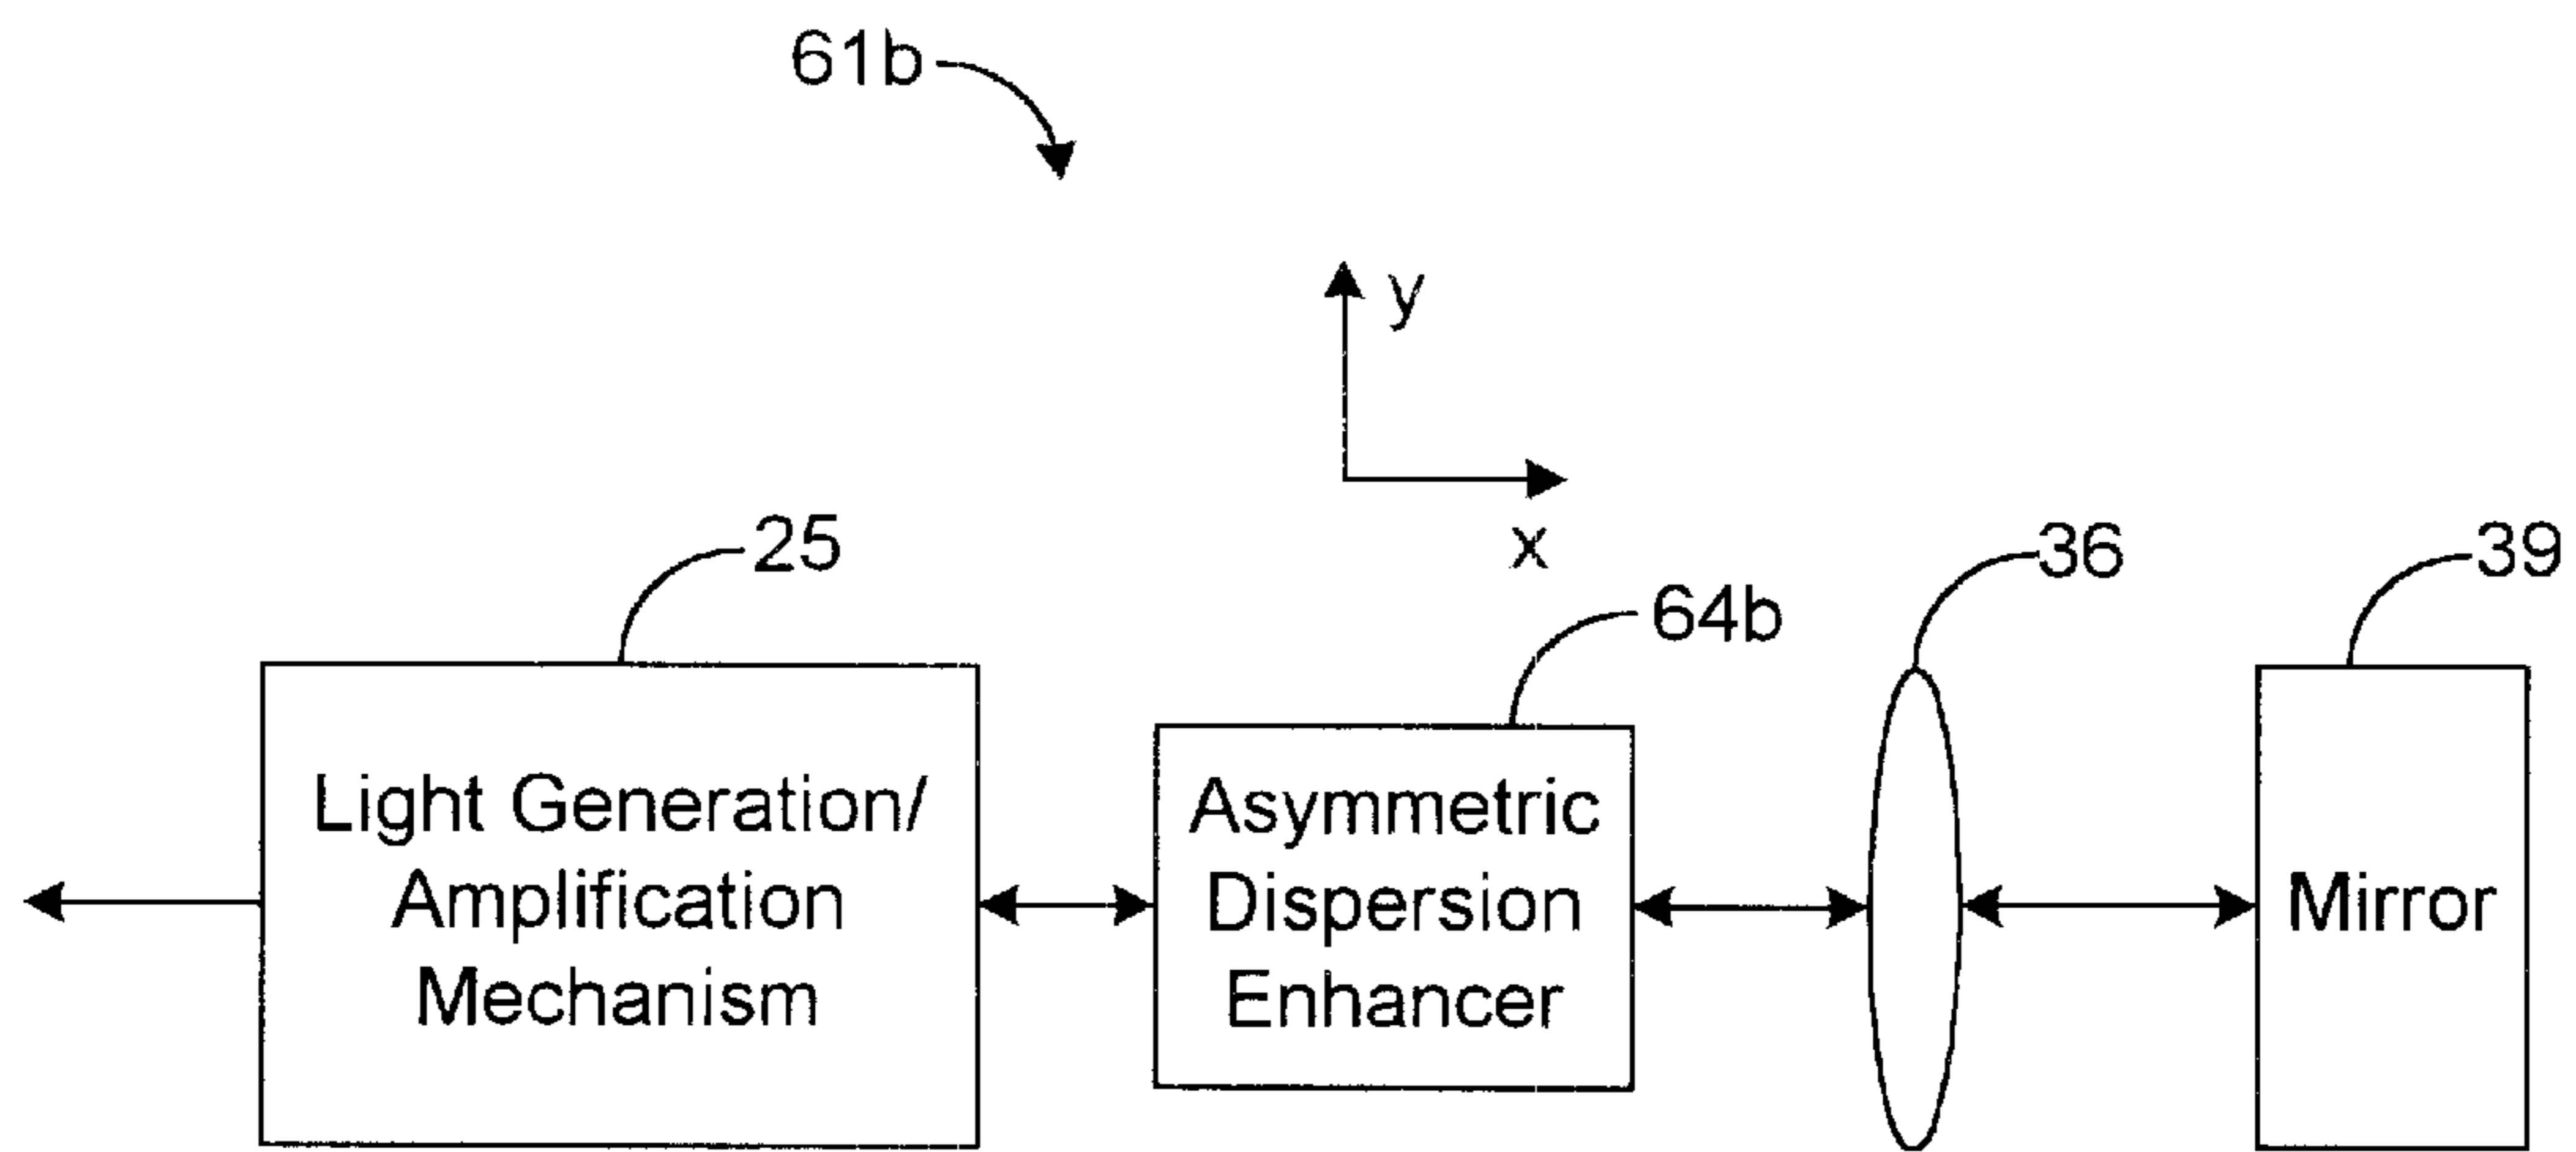 61b
y
x
25
36
39
64b
Light Generation/
Amplification
Mechanism
Asymmetric
Dispersion
Enhancer
Mirror